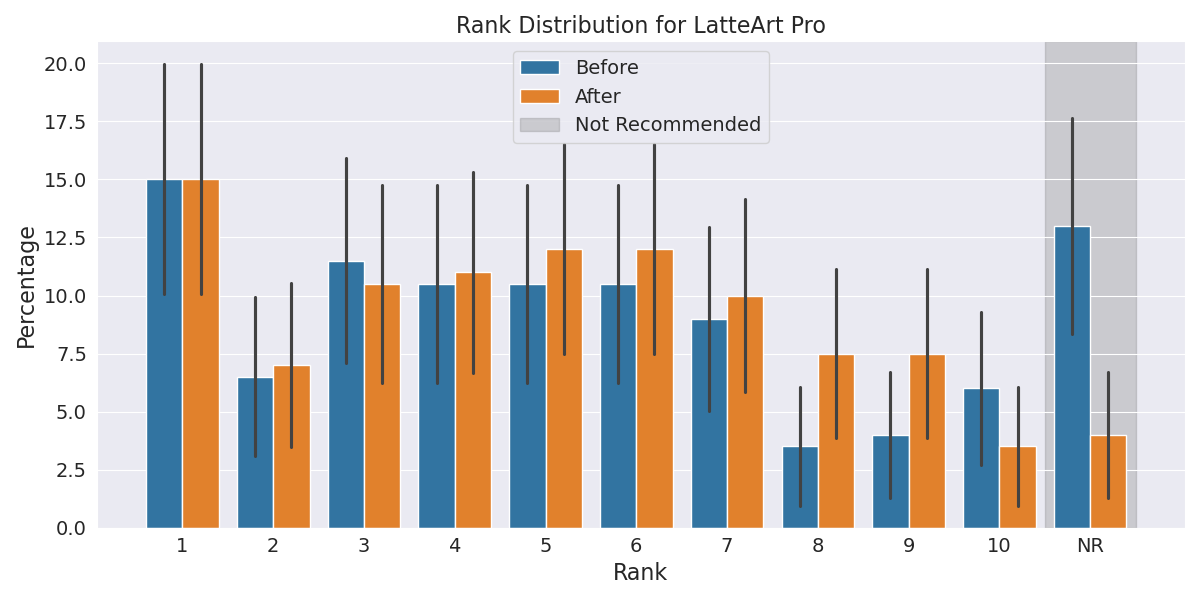 Rank Distribution for LatteArt Pro
Before
After
Not Recommended
Percentage
20.0
17.5
15.0
12.5
10.0
7.5
5.0
2.5
0.0
1 2 3 4 5 6 7 8 9 10 NR
Rank